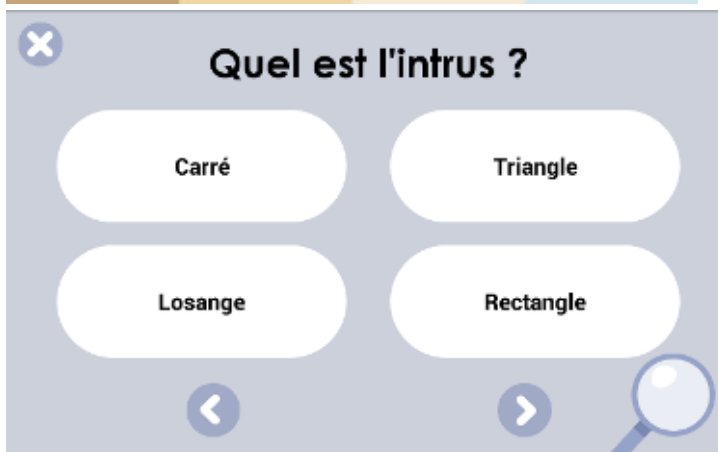 Quel est l'intrus ?
Carré
Triangle
Losange
Rectangle